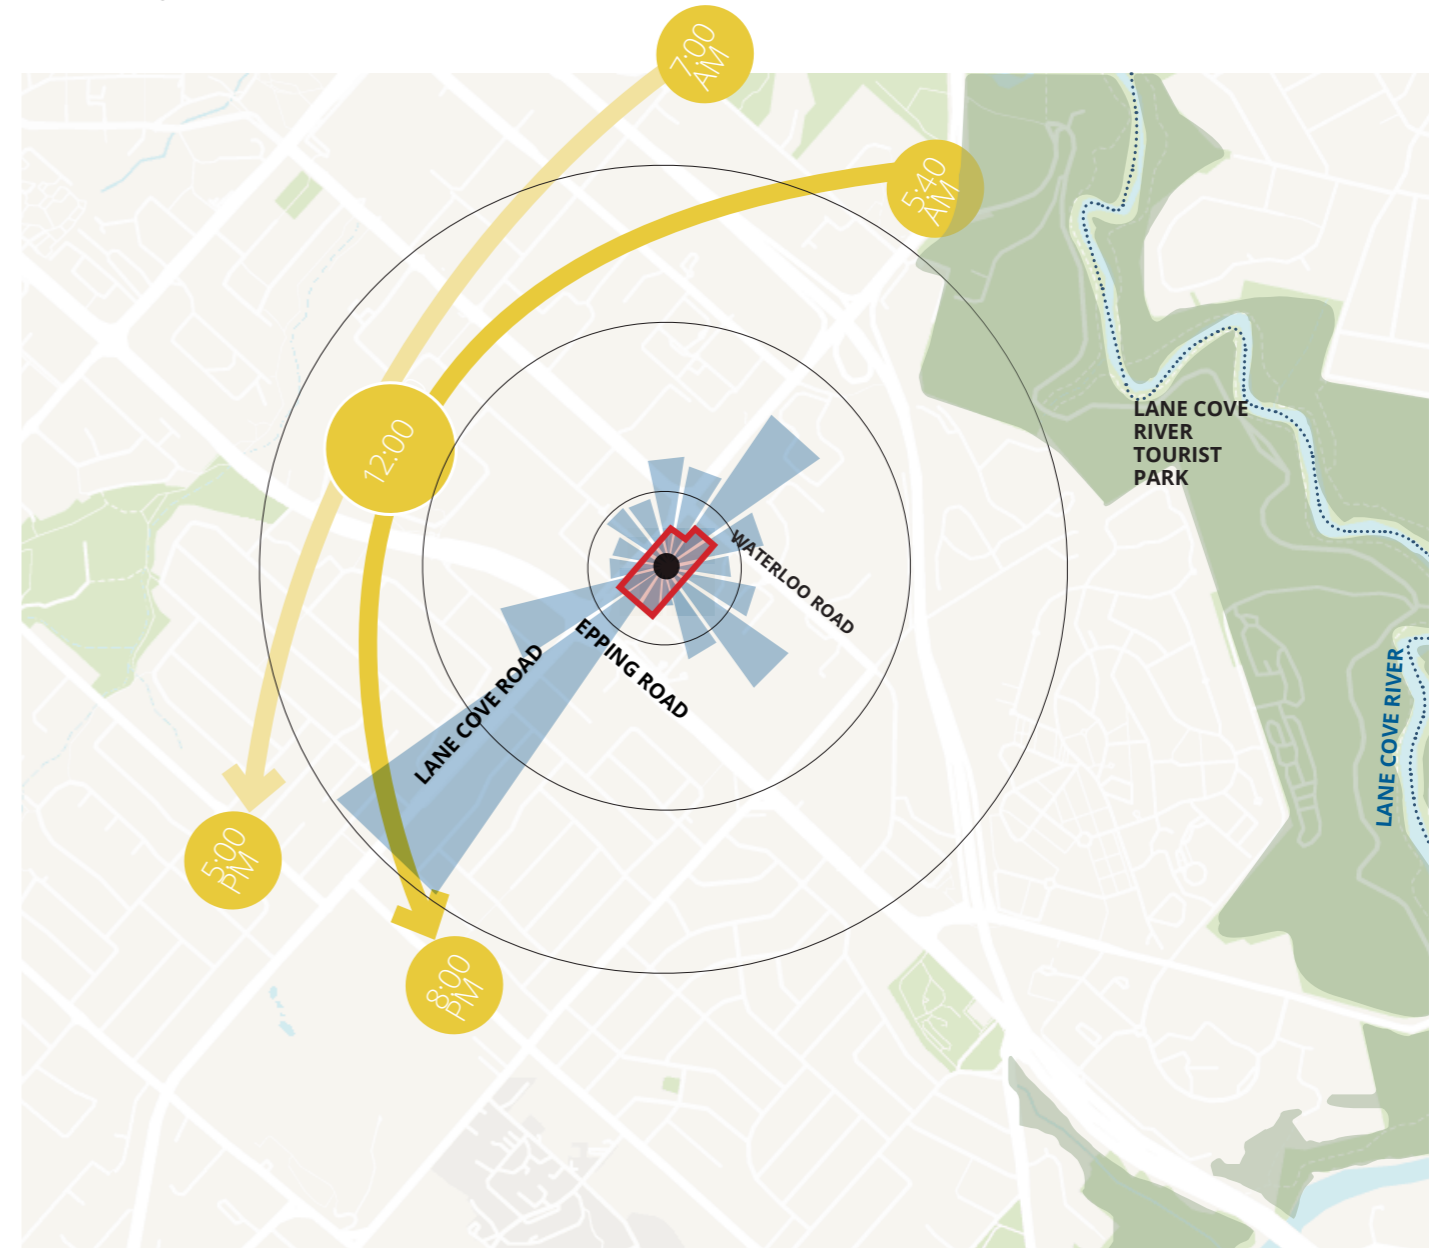 7:00
AM
5:40
AM
12:00
LANE COVE
RIVER
TOURIST
PARK
WATERLOO ROAD
EPPING ROAD
LANE COVE ROAD
LANE COVE RIVER
5:00
PM
8:00
PM